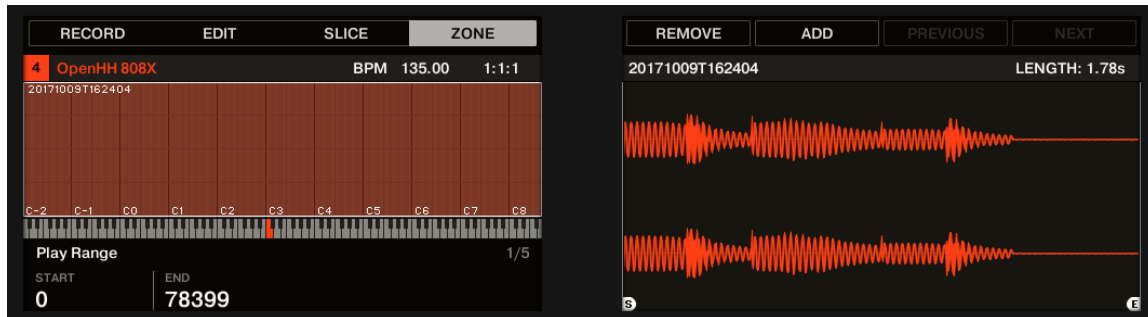 RECORD EDIT SLICE ZONE
4 OpenHH 808X BPM 135.00 1:1:1
20171009T162404
C-2 C-1 C0 C1 C2 C3 C4 C5 C6 C7 C8
Play Range 1/5
START END
0 78399
REMOVE ADD PREVIOUS NEXT
20171009T162404 LENGTH: 1.78s
S E